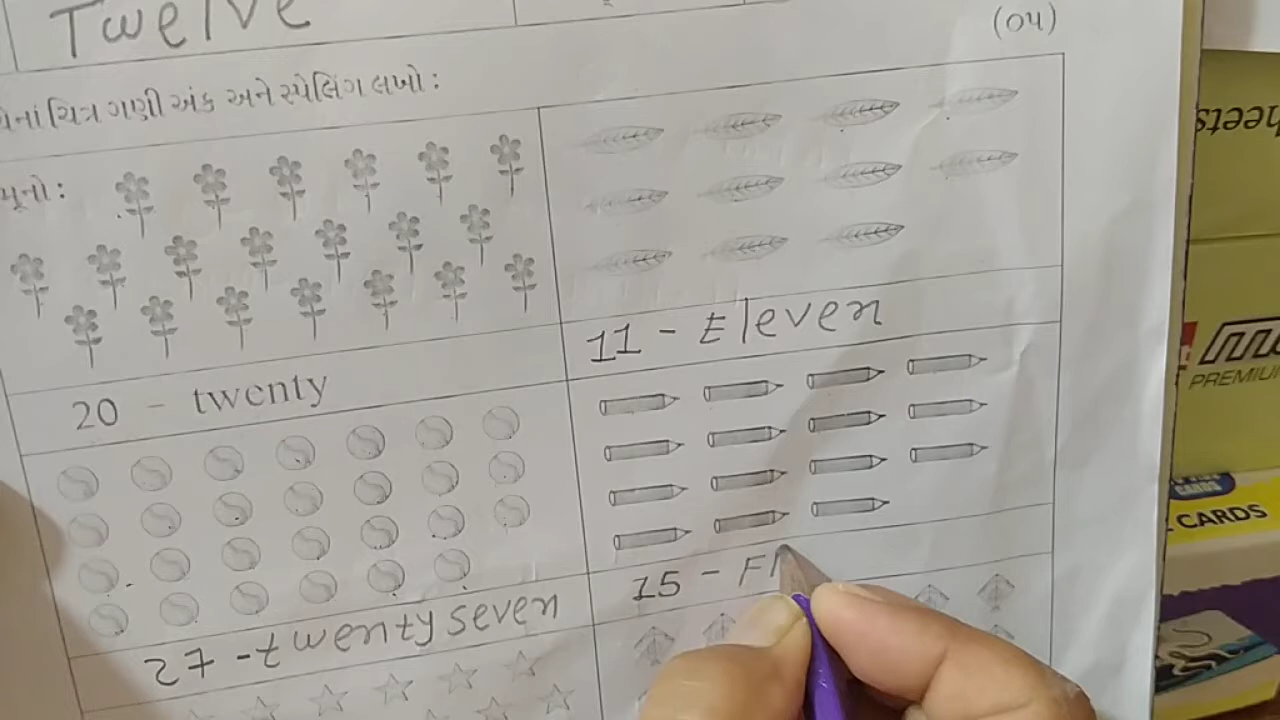 Twelve
(04)
ચિત્ર ગણી અંક અને સ્પેલિંગ લખો :
20 - twenty
11 - Eleven
27 - twenty seven
15 - FI
PREMIUM
CARDS